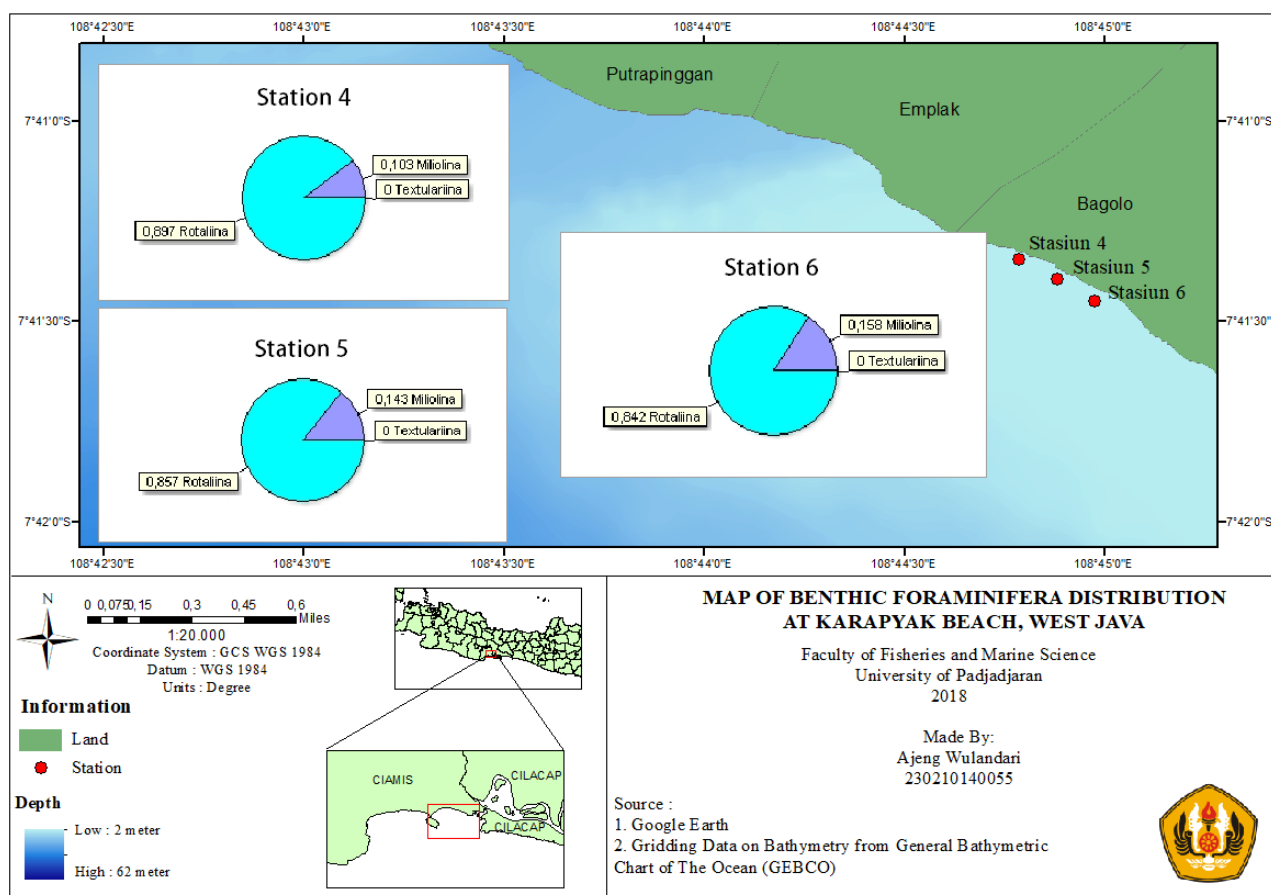 108°42'30"E 108°43'0"E 108°43'30"E 108°44'0"E 108°44'30"E 108°45'0"E
7°41'0"S
7°41'30"S
7°42'0"S
Station 4
0,103 Miliolina
0 Textulariina
0,897 Rotaliina
Station 5
0,143 Miliolina
0 Textulariina
0,857 Rotaliina
Station 6
0,158 Miliolina
0 Textulariina
0,842 Rotaliina
Putrapinggan
Emplak
Bagolo
Stasiun 4
Stasiun 5
Stasiun 6
7°41'0"S
7°41'30"S
7°42'0"S
108°42'30"E 108°43'0"E 108°43'30"E 108°44'0"E 108°44'30"E 108°45'0"E
N
0 0,075 0,15 0,3 0,45 0,6
Miles
1:20.000
Coordinate System : GCS WGS 1984
Datum : WGS 1984
Units : Degree
Information
Land
Station
Depth
Low : 2 meter
High : 62 meter
CIAMIS
CILACAP
CILACAP
MAP OF BENTHIC FORAMINIFERA DISTRIBUTION
AT KARAPYAK BEACH, WEST JAVA
Faculty of Fisheries and Marine Science
University of Padjadjaran
2018
Made By:
Ajeng Wulandari
230210140055
Source :
1. Google Earth
2. Gridding Data on Bathymetry from General Bathymetric
Chart of The Ocean (GEBCO)